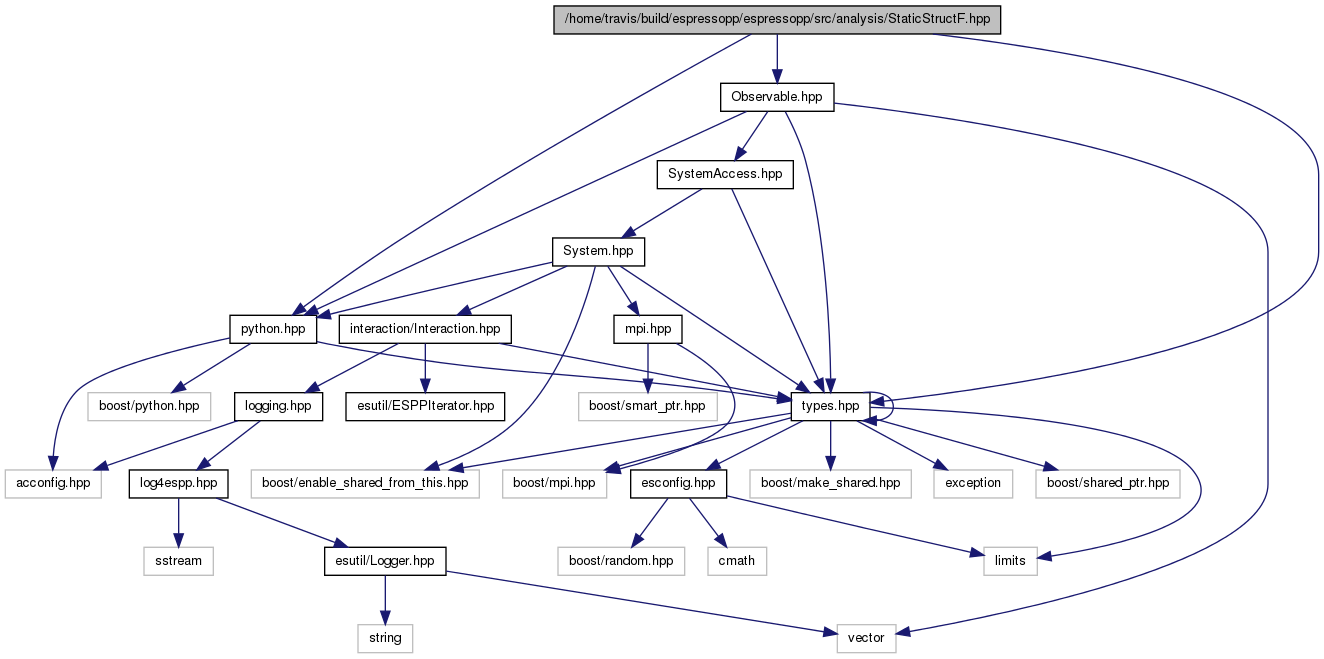 /home/travis/build/espressopp/espressopp/src/analysis/StaticStructF.hpp
Observable.hpp
SystemAccess.hpp
System.hpp
python.hpp
interaction/Interaction.hpp
mpi.hpp
boost/python.hpp
logging.hpp
esutil/ESPPIterator.hpp
boost/smart_ptr.hpp
types.hpp
acconfig.hpp
log4espp.hpp
boost/enable_shared_from_this.hpp
boost/mpi.hpp
esconfig.hpp
boost/make_shared.hpp
exception
boost/shared_ptr.hpp
sstream
esutil/Logger.hpp
boost/random.hpp
cmath
limits
string
vector